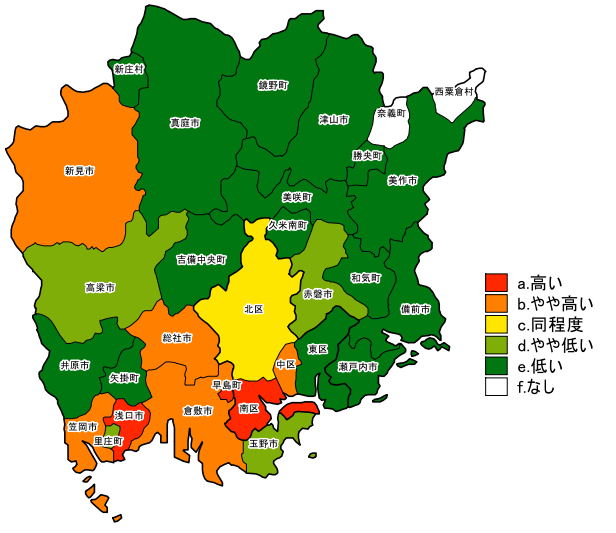 新庄村
鏡野町
西粟倉村
奈義町
真庭市
津山市
勝央町
新見市
美作市
美咲町
久米南町
吉備中央町
和気町
高梁市
赤磐市
北区
備前市
総社市
東区
井原市
中区
瀬戸内市
矢掛町
早島町
浅口市
倉敷市
南区
笠岡市
里庄町
玉野市
a.高い
b.やや高い
c.同程度
d.やや低い
e.低い
f.なし